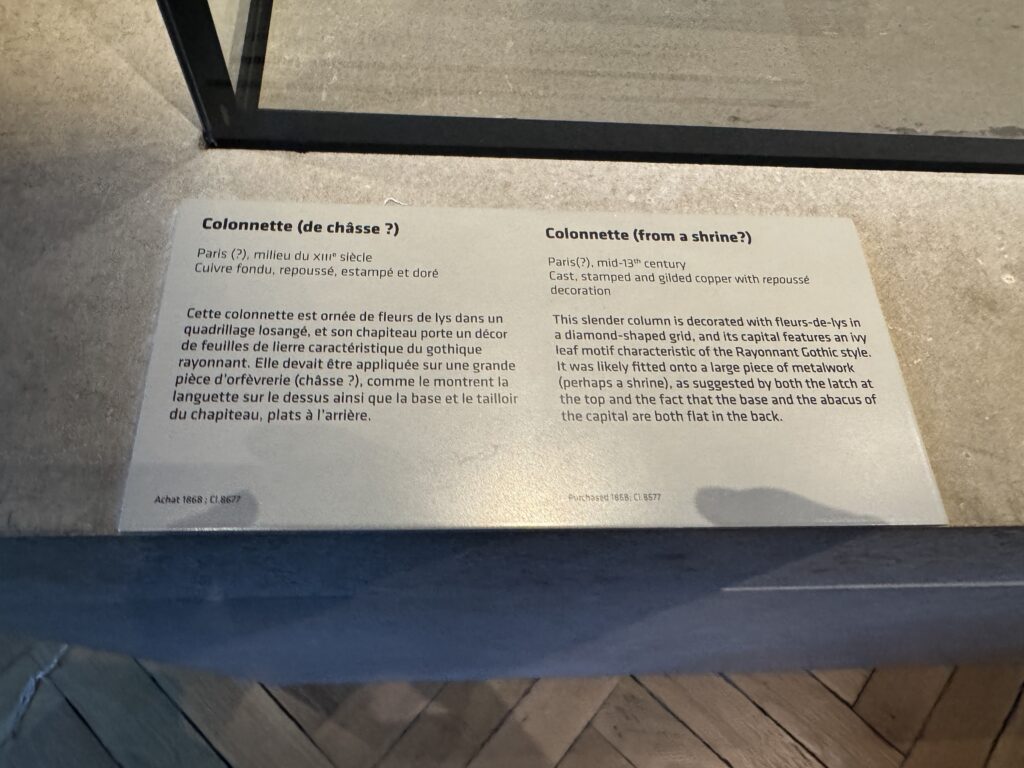 Colonnette (de châsse ?)
Paris (?), milieu du XIIIe siècle
Cuivre fondu, repoussé, estampé et doré
Cette colonnette est ornée de fleurs de lys dans un
quadrillage losangé, et son chapiteau porte un décor
de feuilles de lierre caractéristique du gothique
rayonnant. Elle devait être appliquée sur une grande
pièce d'orfèvrerie (châsse ?), comme le montrent la
languette sur le dessus ainsi que la base et le tailloir
du chapiteau, plats à l'arrière.
Achat 1868 ; Cl.8677
Colonnette (from a shrine?)
Paris(?), mid-13th century
Cast, stamped and gilded copper with repoussé
decoration
This slender column is decorated with fleurs-de-lys in
a diamond-shaped grid, and its capital features an ivy
leaf motif characteristic of the Rayonnant Gothic style.
It was likely fitted onto a large piece of metalwork
(perhaps a shrine), as suggested by both the latch at
the top and the fact that the base and the abacus of
the capital are both flat in the back.
Purchased 1868; Cl.8677